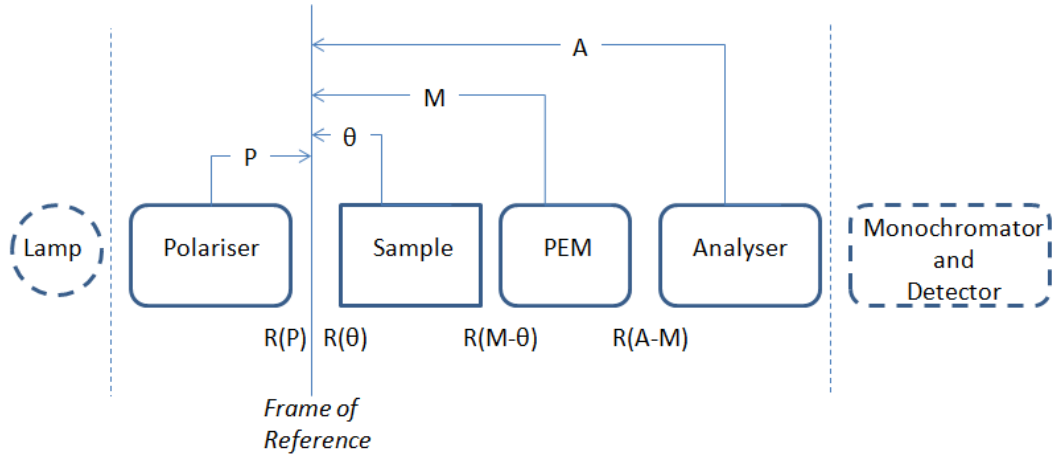 A
M
θ
P
Lamp
Polariser
Sample
PEM
Analyser
Monochromator
and
Detector
R(P)
R(θ)
R(M-θ)
R(A-M)
Frame of
Reference